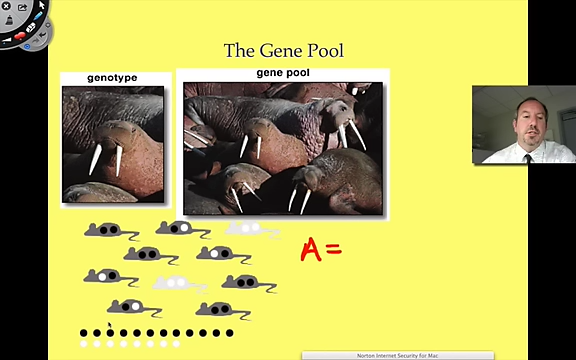 The Gene Pool
genotype
gene pool
A=
Norton Internet Security for Mac